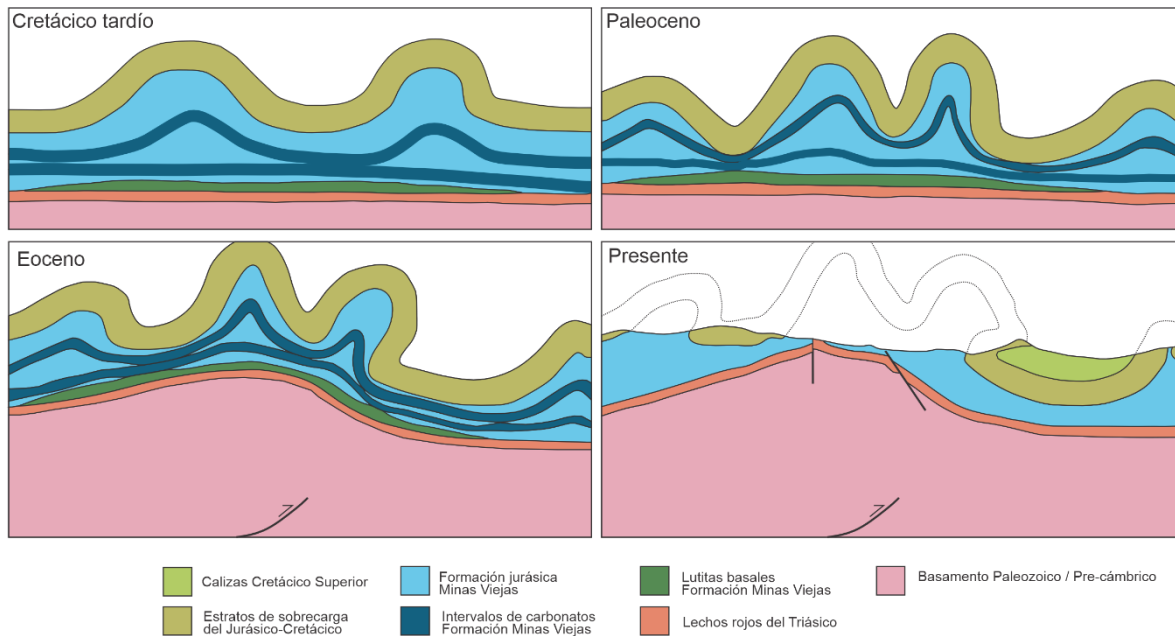 Cretácico tardío
Paleoceno
Eoceno
Presente
Calizas Cretácico Superior
Estratos de sobrecarga
del Jurásico-Cretácico
Formación jurásica
Minas Viejas
Intervalos de carbonatos
Formación Minas Viejas
Lutitas basales
Formación Minas Viejas
Lechos rojos del Triásico
Basamento Paleozoico / Pre-cámbrico